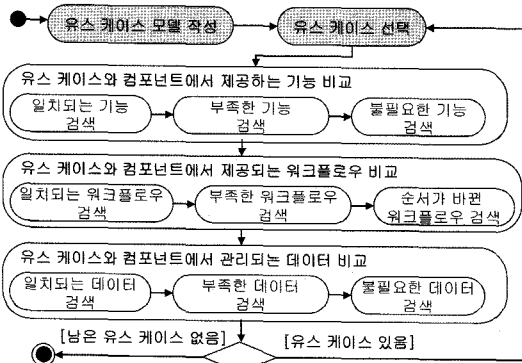 유스 케이스 모델 작성
유스 케이스 선택
유스 케이스와 컴포넌트에서 제공하는 기능 비교
일치되는 기능
검색
부족한 기능
검색
불필요한 기능
검색
유스 케이스와 컴포넌트에서 제공되는 워크플로우 비교
일치되는 워크플로우
검색
부족한 워크플로우
검색
순서가 바뀐
워크플로우 검색
유스 케이스와 컴포넌트에서 관리되는 데이터 비교
일치되는 데이터
검색
부족한 데이터
검색
불필요한 데이터
검색
[남은 유스 케이스 없음]
[유스 케이스 있음]